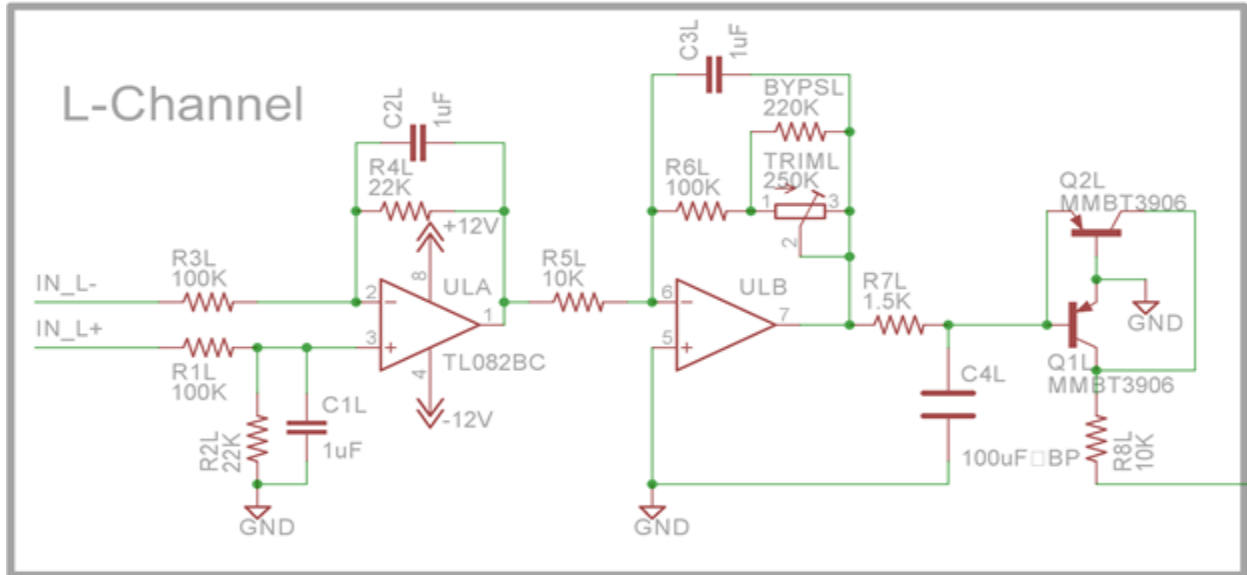 L-Channel
C2L
1uF
R4L
22K
+12V
IN_L-
R3L
100K
2
8
ULA
1
IN_L+
R1L
100K
3
4
TL082BC
-12V
R2L
22K
C1L
1uF
GND
R5L
10K
C3L
1uF
BYPSL
220K
R6L
100K
TRIML
250K
1
3
2
6
ULB
7
5
GND
R7L
1.5K
C4L
100uF□BP
Q2L
MMBT3906
GND
Q1L
MMBT3906
R8L
10K